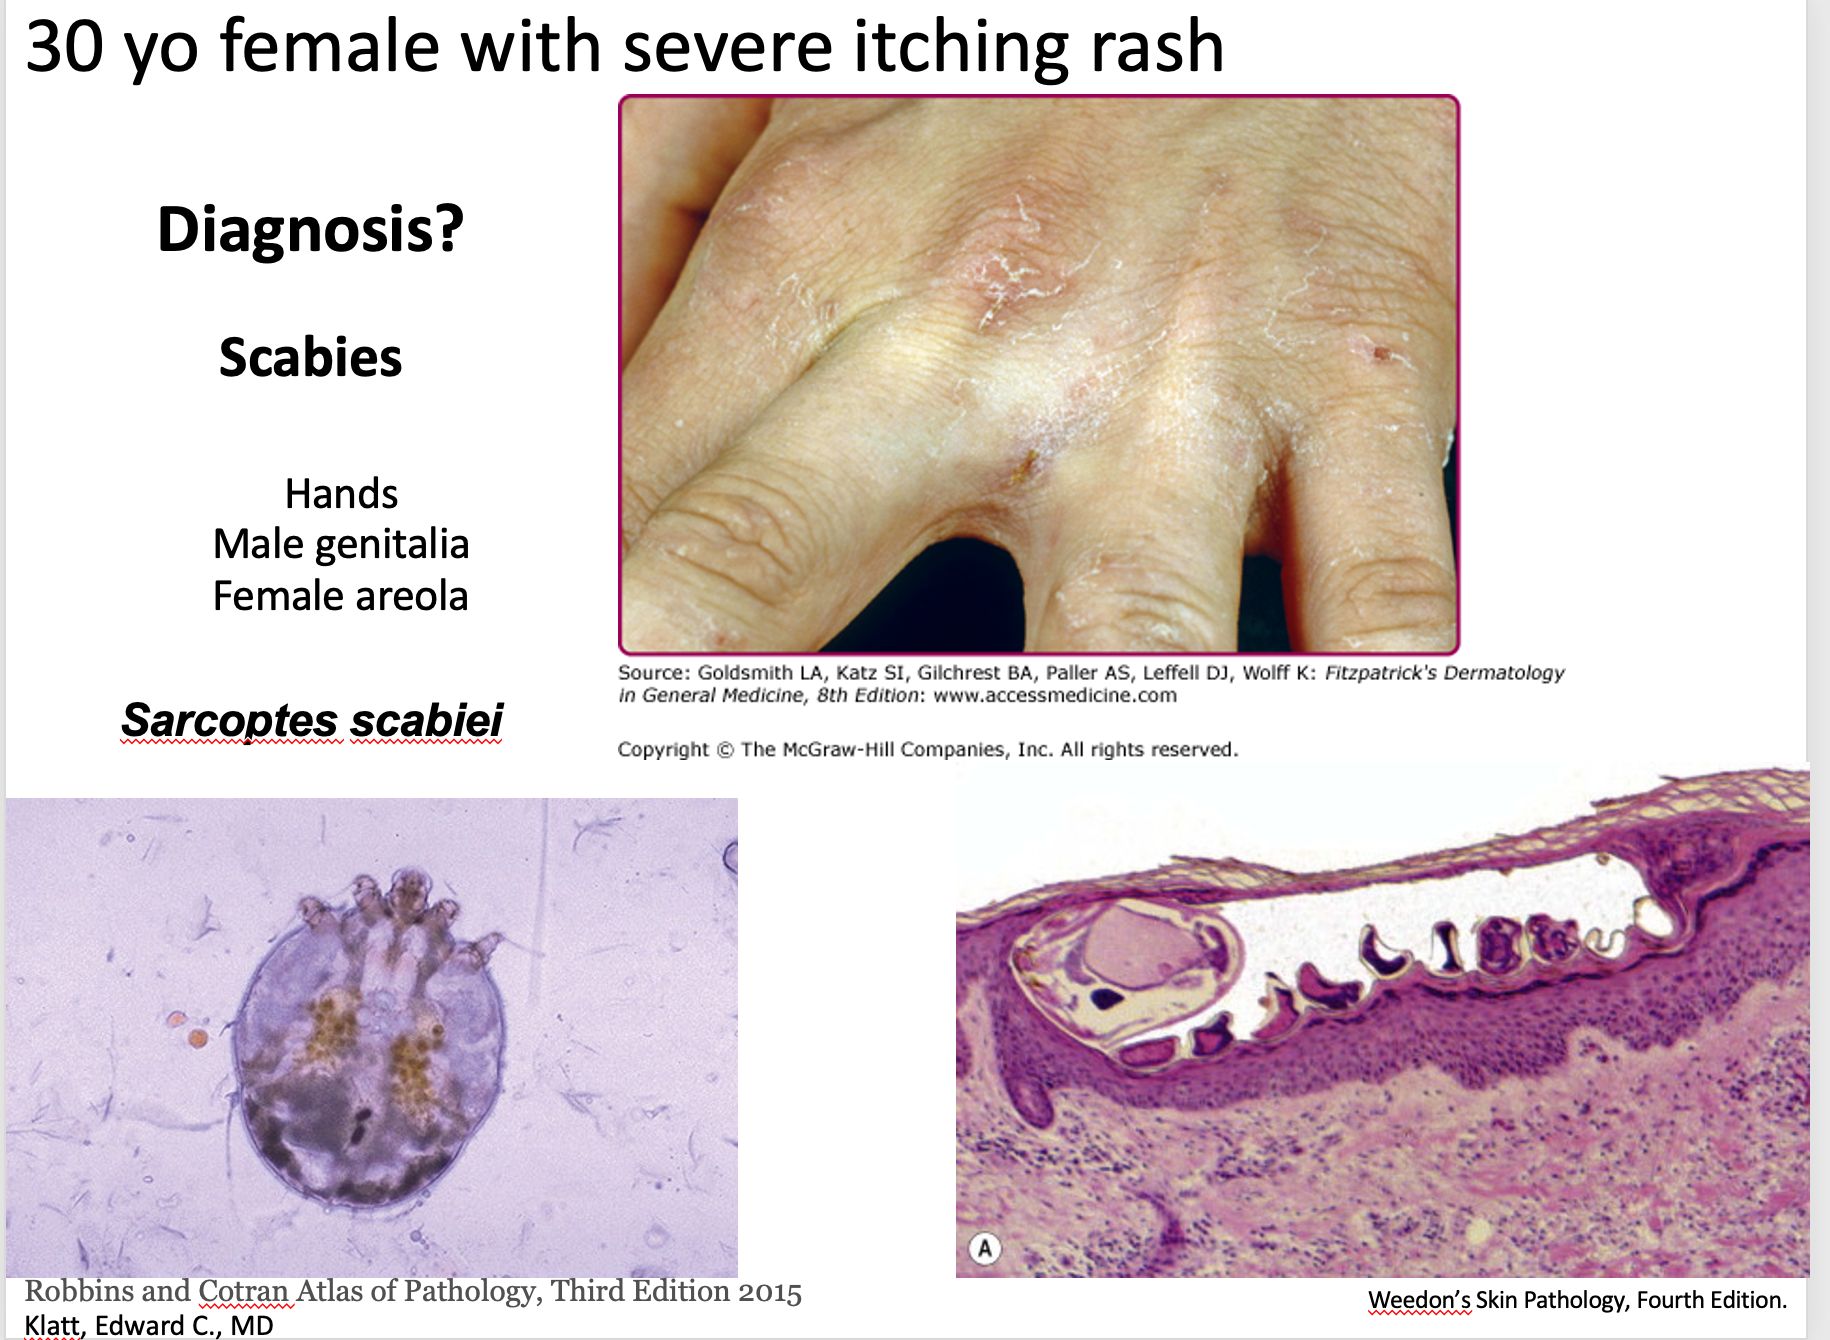 30 yo female with severe itching rash
Diagnosis?
Scabies
Hands
Male genitalia
Female areola
Sarcoptes scabiei
Source: Goldsmith LA, Katz SI, Gilchrest BA, Paller AS, Leffell DJ, Wolff K: Fitzpatrick's Dermatology
in General Medicine, 8th Edition: www.accessmedicine.com
Copyright © The McGraw-Hill Companies, Inc. All rights reserved.
A
Robbins and Cotran Atlas of Pathology, Third Edition 2015
Klatt, Edward C., MD
Weedon’s Skin Pathology, Fourth Edition.